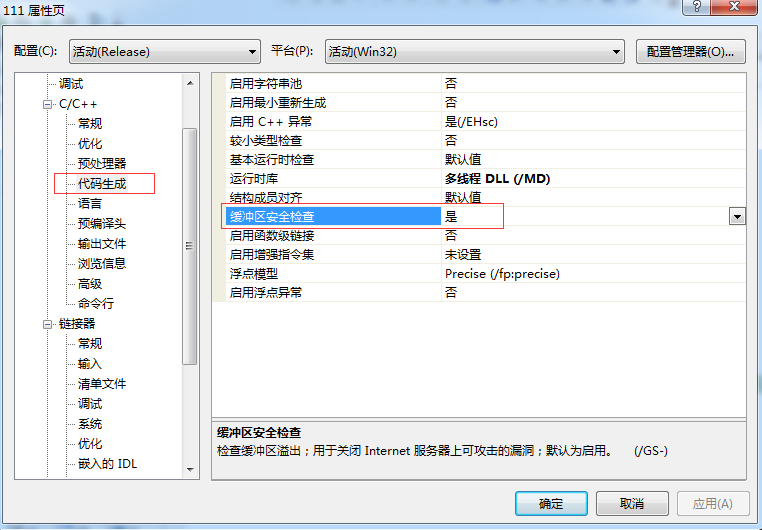 111 属性页
配置(C): 活动(Release) 平台(P): 活动(Win32) 配置管理器(O)...
调试
C/C++
常规
优化
预处理器
代码生成
语言
预编译头
输出文件
浏览信息
高级
命令行
链接器
常规
输入
清单文件
调试
系统
优化
嵌入的 IDL
启用字符串池 否
启用最小重新生成 否
启用 C++ 异常 是(/EHsc)
较小类型检查 否
基本运行时检查 默认值
运行时库 多线程 DLL (/MD)
结构成员对齐 默认值
缓冲区安全检查 是
启用函数级链接 否
启用增强指令集 未设置
浮点模型 Precise (/fp:precise)
启用浮点异常 否
缓冲区安全检查
检查缓冲区溢出；用于关闭 Internet 服务器上可攻击的漏洞；默认为启用。 (/GS-)
确定 取消 应用(A)